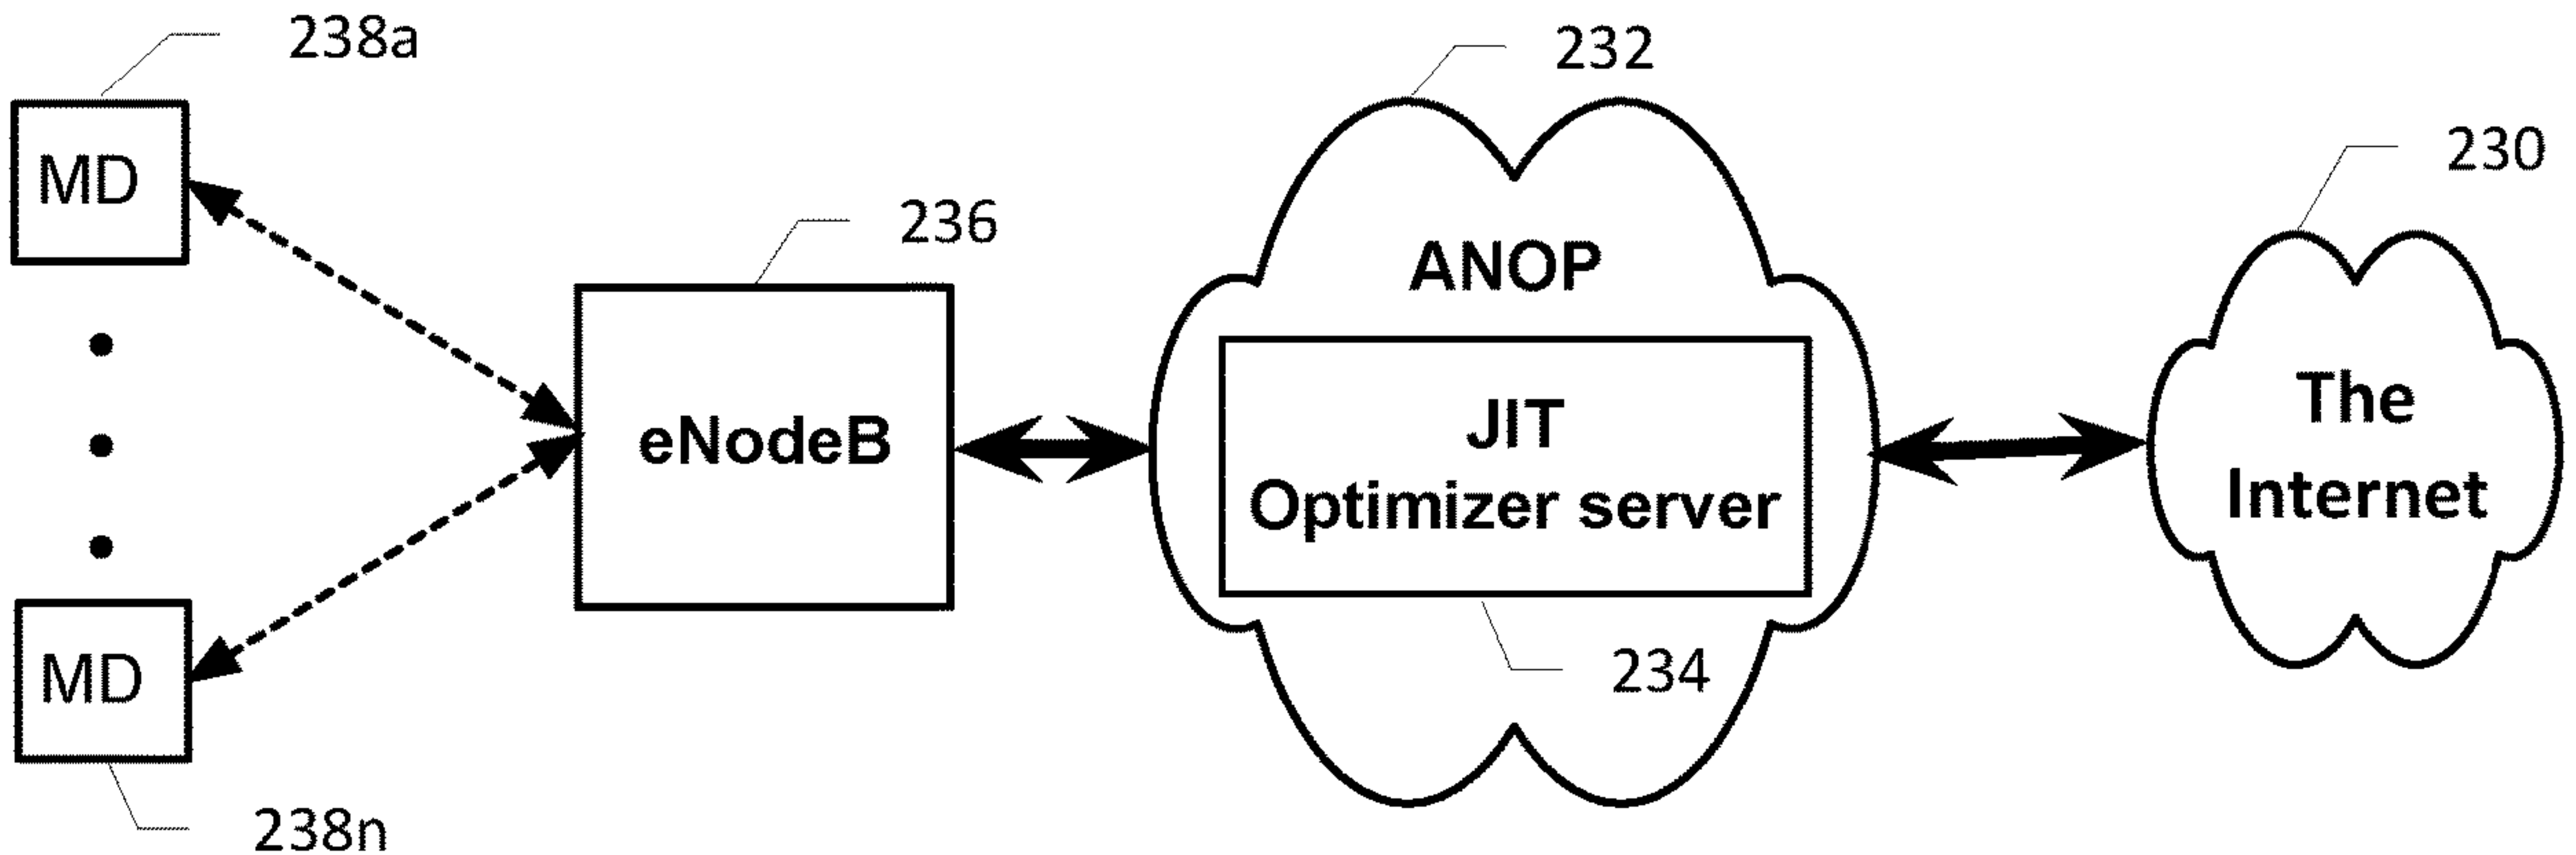 238a
MD
232
230
236
ANOP
eNodeB
JIT
Optimizer server
The
Internet
234
MD
238n